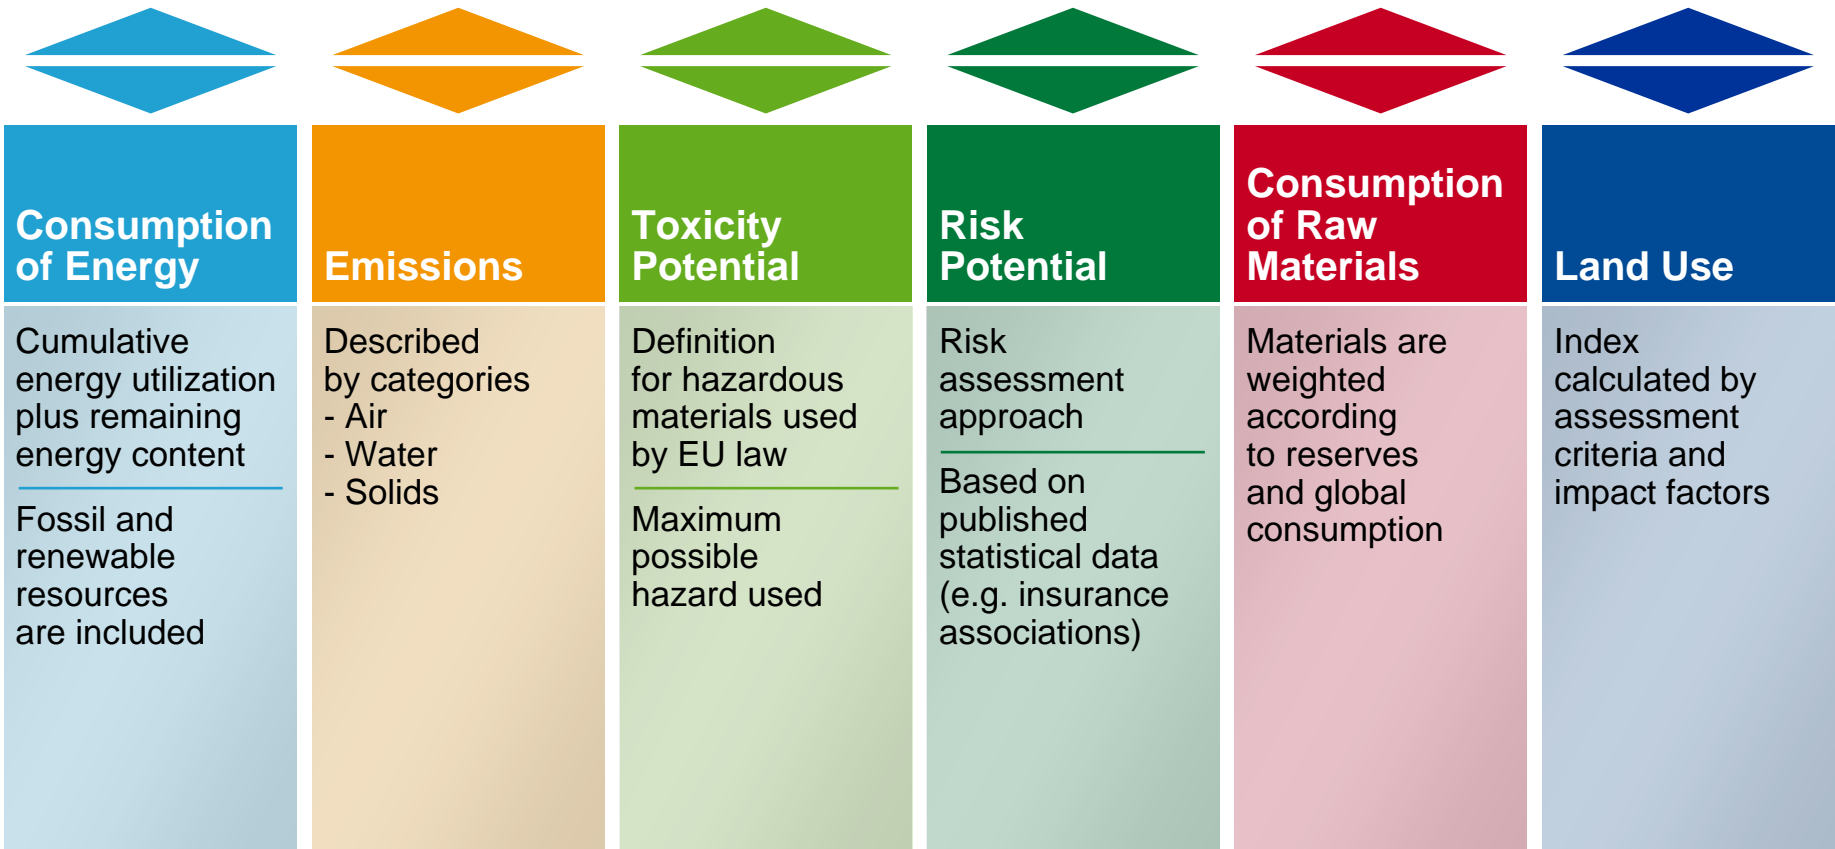 Consumption
of Energy
Cumulative
energy utilization
plus remaining
energy content
Fossil and
renewable
resources
are included
Emissions
Described
by categories
- Air
- Water
- Solids
Toxicity
Potential
Definition
for hazardous
materials used
by EU law
Maximum
possible
hazard used
Risk
Potential
Risk
assessment
approach
Based on
published
statistical data
(e.g. insurance
associations)
Consumption
of Raw
Materials
Materials are
weighted
according
to reserves
and global
consumption
Land Use
Index
calculated by
assessment
criteria and
impact factors